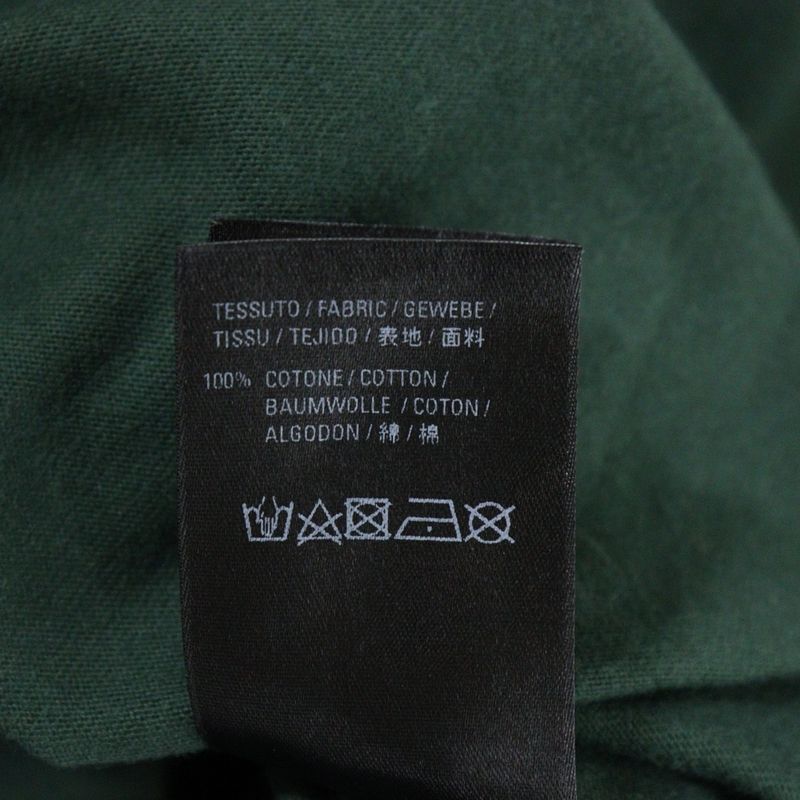 TESSUTO / FABRIC / GEWEBE /
TISSU / TEJIDO / 表地 / 面料
100% COTONE / COTTON /
BAUMWOLLE / COTON /
ALGODON / 綿 / 棉